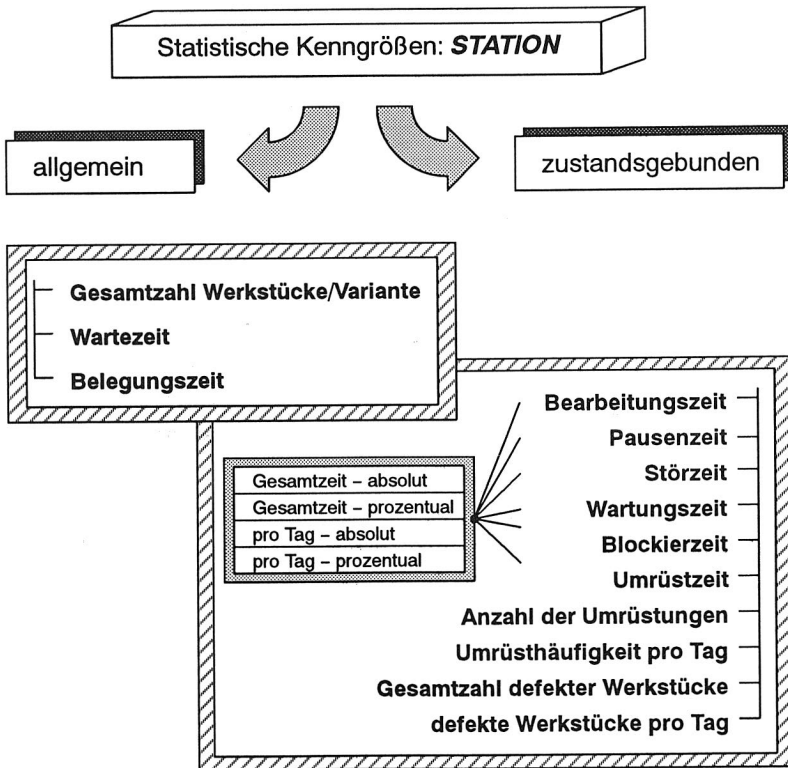 Statistische Kenngrößen: STATION
allgemein
zustandsgebunden
Gesamtzahl Werkstücke/Variante
Wartezeit
Belegungszeit
Gesamtzeit – absolut
Gesamtzeit – prozentual
pro Tag – absolut
pro Tag – prozentual
Bearbeitungszeit
Pausenzeit
Störzeit
Wartungszeit
Blockierzeit
Umrüstzeit
Anzahl der Umrüstungen
Umrüsthäufigkeit pro Tag
Gesamtzahl defekter Werkstücke
defekte Werkstücke pro Tag